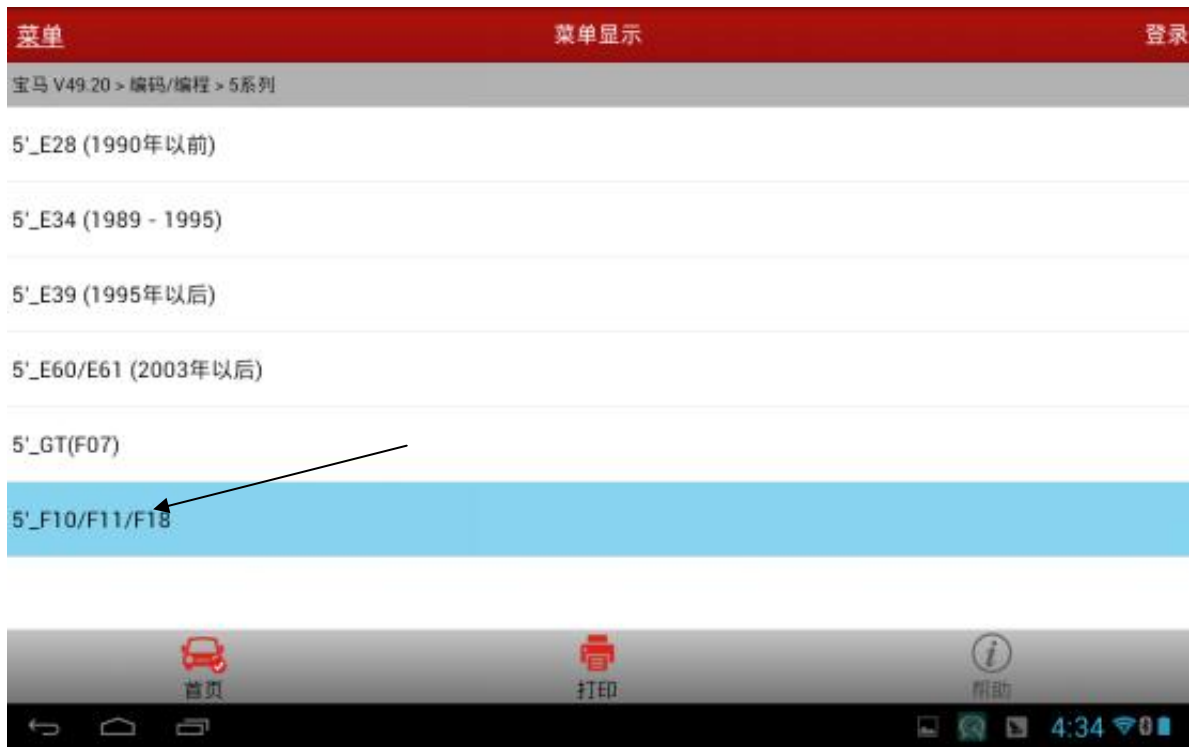 菜单 菜单显示 登录
宝马 V49.20 > 编码/编程 > 5系列
5'_E28 (1990年以前)
5'_E34 (1989 - 1995)
5'_E39 (1995年以后)
5'_E60/E61 (2003年以后)
5'_GT(F07)
5'_F10/F11/F18
首页 打印 帮助
4:34